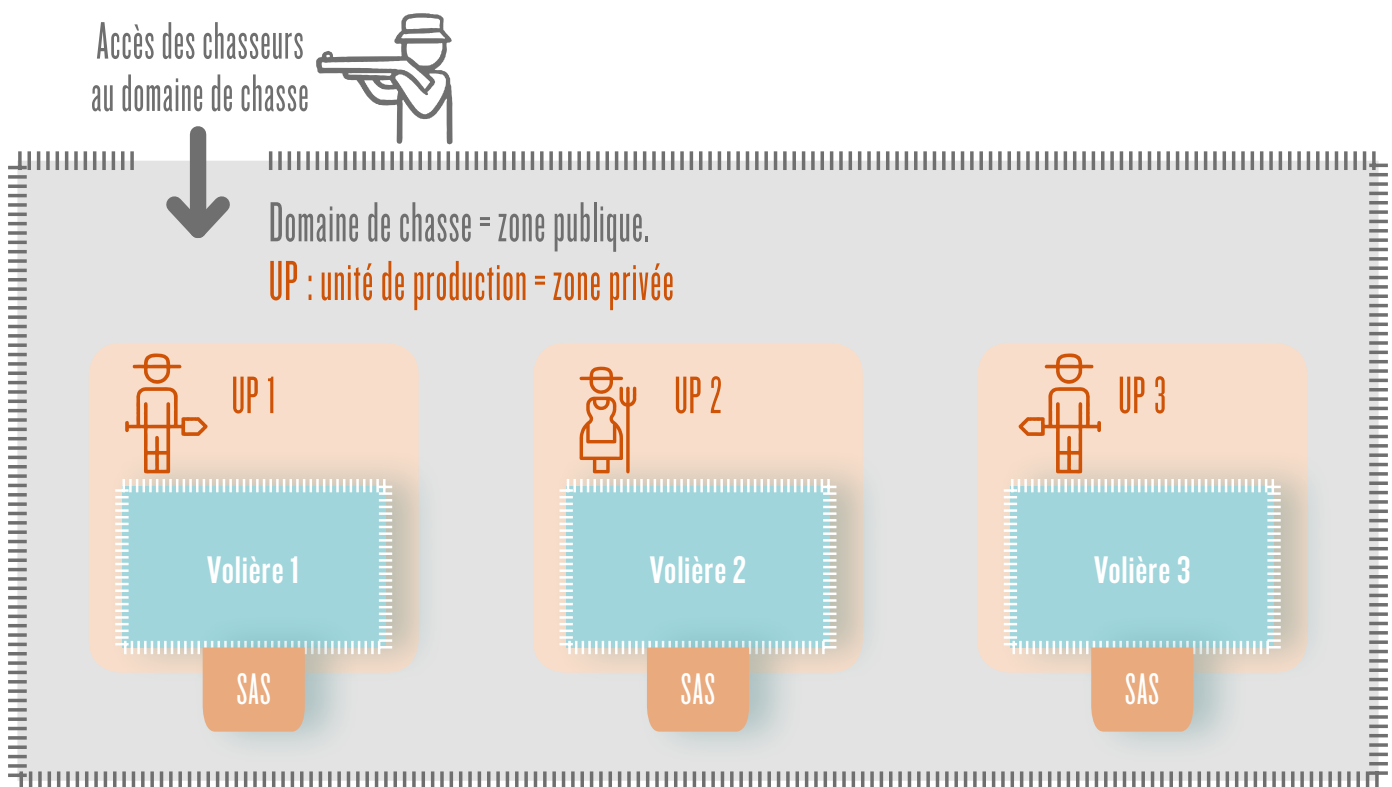 Accès des chasseurs
au domaine de chasse
Domaine de chasse = zone publique.
UP : unité de production = zone privée
UP 1
UP 2
UP 3
Volière 1
Volière 2
Volière 3
SAS
SAS
SAS